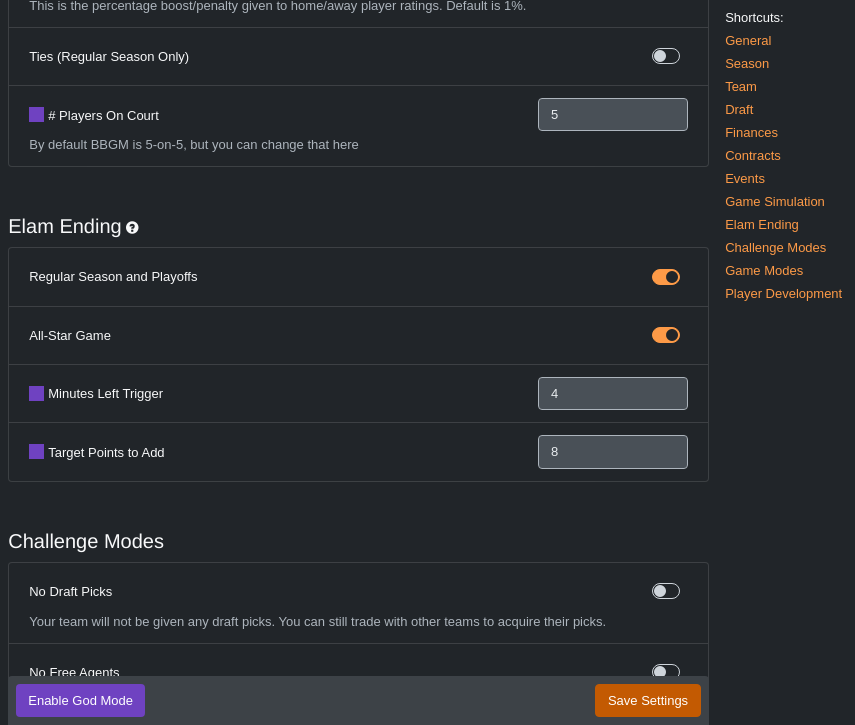 This is the percentage boost/penalty given to home/away player ratings. Default is 1%.
Ties (Regular Season Only)
# Players On Court
5
By default BBGM is 5-on-5, but you can change that here
Elam Ending ?
Regular Season and Playoffs
All-Star Game
Minutes Left Trigger
4
Target Points to Add
8
Challenge Modes
No Draft Picks
Your team will not be given any draft picks. You can still trade with other teams to acquire their picks.
No Free Agents
Enable God Mode
Save Settings
Shortcuts:
General
Season
Team
Draft
Finances
Contracts
Events
Game Simulation
Elam Ending
Challenge Modes
Game Modes
Player Development